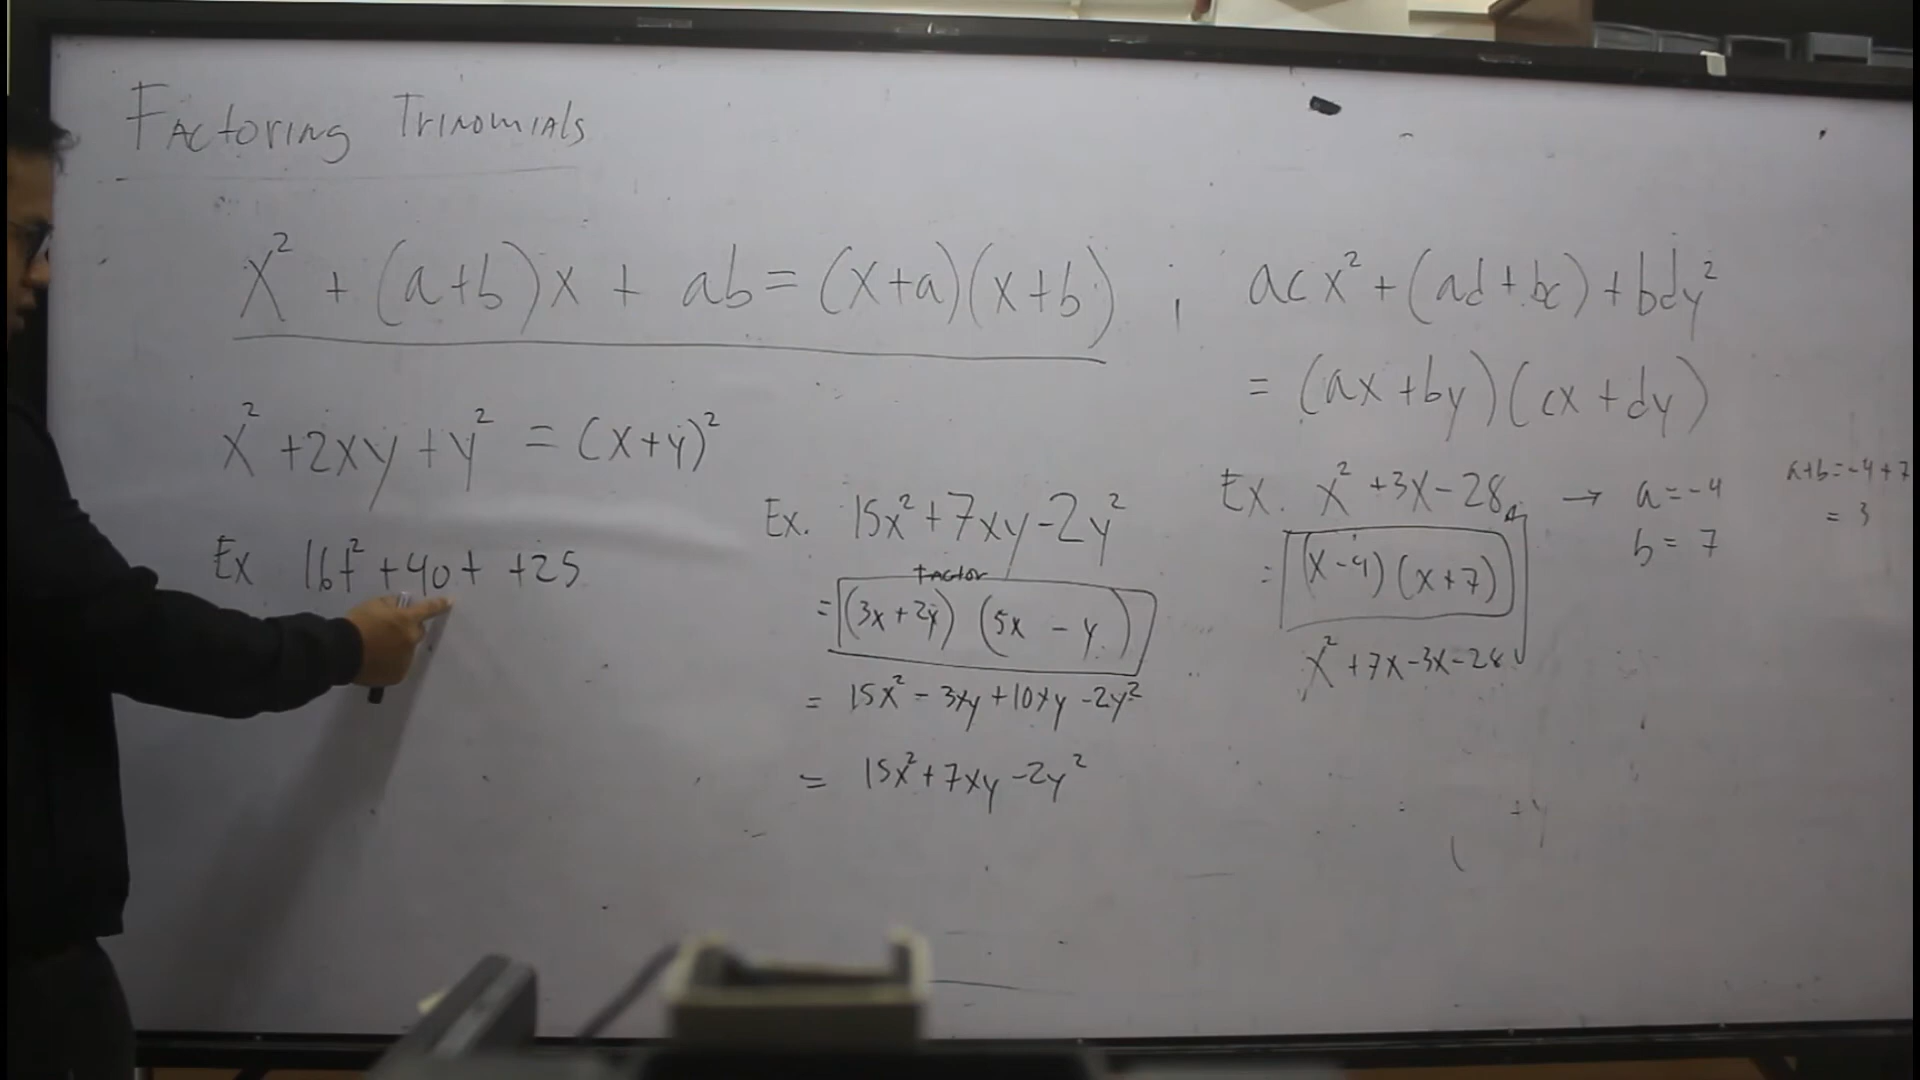 Factoring Trinomials
x² + (a+b)x + ab = (x+a)(x+b) ; acx² + (ad+bc) + bdy²
= (ax+by)(cx+dy)
x² + 2xy + y² = (x+y)²
Ex 16t² + 40t + 25
Ex. 15x² + 7xy - 2y²
factor
= (3x+2y) (5x - y)
= 15x² - 3xy + 10xy - 2y²
= 15x² + 7xy - 2y²
Ex. x² + 3x - 28 → a = -4
b = 7
a+b = -4+7
= 3
= (x-4)(x+7)
x² + 7x - 3x - 28